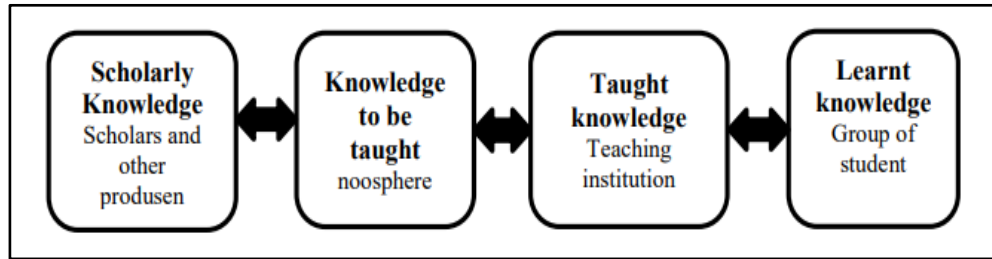 Scholarly
Knowledge
Scholars and
other
produsen
Knowledge
to be
taught
noosphere
Taught
knowledge
Teaching
institution
Learnt
knowledge
Group of
student